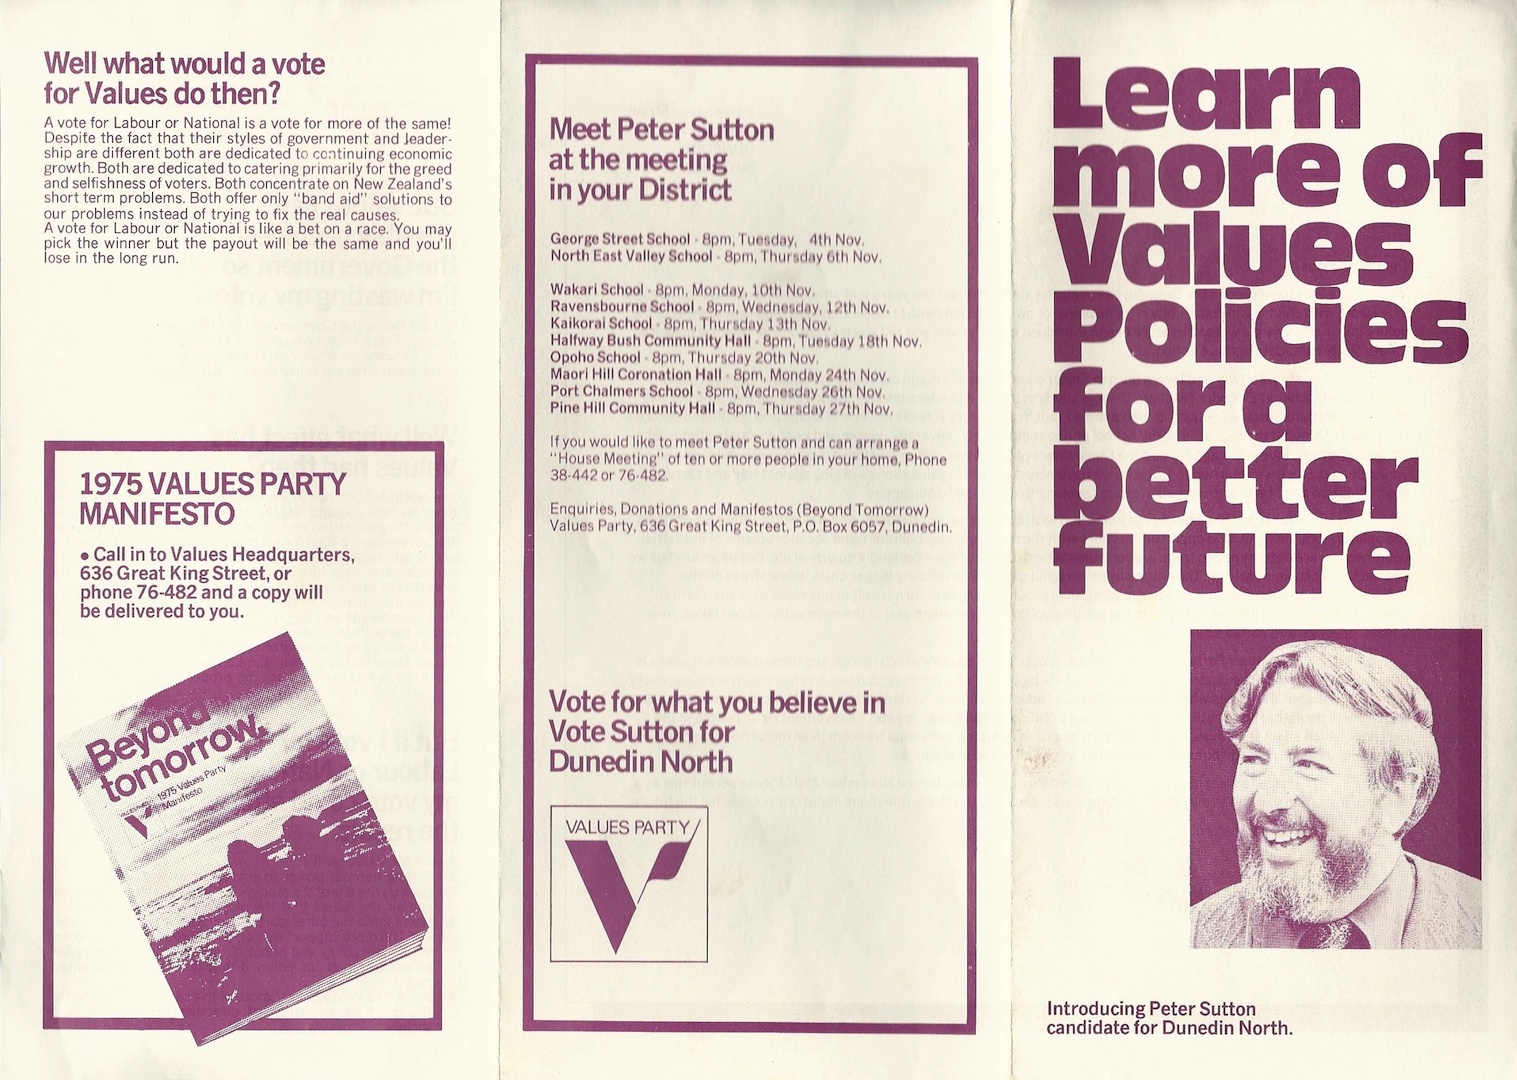 Well what would a vote
for Values do then?
A vote for Labour or National is a vote for more of the same!
Despite the fact that their styles of government and leader-
ship are different both are dedicated to continuing economic
growth. Both are dedicated to catering primarily for the greed
and selfishness of voters. Both concentrate on New Zealand's
short term problems. Both offer only "band aid" solutions to
our problems instead of trying to fix the real causes.
A vote for Labour or National is like a bet on a race. You may
pick the winner but the payout will be the same and you'll
lose in the long run.
1975 VALUES PARTY
MANIFESTO
• Call in to Values Headquarters,
636 Great King Street, or
phone 76-482 and a copy will
be delivered to you.
Beyond
tomorrow.
1975 Values Party
Manifesto
Meet Peter Sutton
at the meeting
in your District
George Street School - 8pm, Tuesday, 4th Nov.
North East Valley School - 8pm, Thursday 6th Nov.
Wakari School - 8pm, Monday, 10th Nov.
Ravensbourne School - 8pm, Wednesday, 12th Nov.
Kaikorai School - 8pm, Thursday 13th Nov.
Halfway Bush Community Hall - 8pm, Tuesday 18th Nov.
Opoho School - 8pm, Thursday 20th Nov.
Maori Hill Coronation Hall - 8pm, Monday 24th Nov.
Port Chalmers School - 8pm, Wednesday 26th Nov.
Pine Hill Community Hall - 8pm, Thursday 27th Nov.
If you would like to meet Peter Sutton and can arrange a
"House Meeting" of ten or more people in your home, Phone
38-442 or 76-482.
Enquiries, Donations and Manifestos (Beyond Tomorrow)
Values Party, 636 Great King Street, P.O. Box 6057, Dunedin.
Vote for what you believe in
Vote Sutton for
Dunedin North
VALUES PARTY
Learn
more of
Values
Policies
for a
better
future
Introducing Peter Sutton
candidate for Dunedin North.